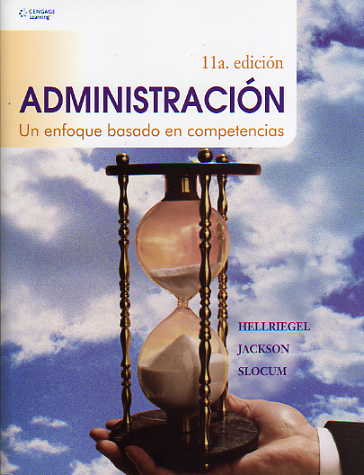 CENGAGE
Learning
11a. edición
ADMINISTRACIÓN
Un enfoque basado en competencias
HELLRIEGEL
JACKSON
SLOCUM